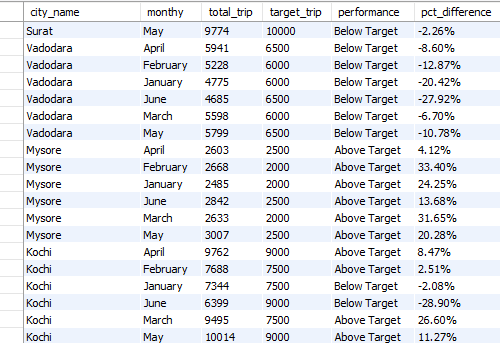 city_name monthy total_trip target_trip performance pct_difference
Surat May 9774 10000 Below Target -2.26%
Vadodara April 5941 6500 Below Target -8.60%
Vadodara February 5228 6000 Below Target -12.87%
Vadodara January 4775 6000 Below Target -20.42%
Vadodara June 4685 6500 Below Target -27.92%
Vadodara March 5598 6000 Below Target -6.70%
Vadodara May 5799 6500 Below Target -10.78%
Mysore April 2603 2500 Above Target 4.12%
Mysore February 2668 2000 Above Target 33.40%
Mysore January 2485 2000 Above Target 24.25%
Mysore June 2842 2500 Above Target 13.68%
Mysore March 2633 2000 Above Target 31.65%
Mysore May 3007 2500 Above Target 20.28%
Kochi April 9762 9000 Above Target 8.47%
Kochi February 7688 7500 Above Target 2.51%
Kochi January 7344 7500 Below Target -2.08%
Kochi June 6399 9000 Below Target -28.90%
Kochi March 9495 7500 Above Target 26.60%
Kochi May 10014 9000 Above Target 11.27%